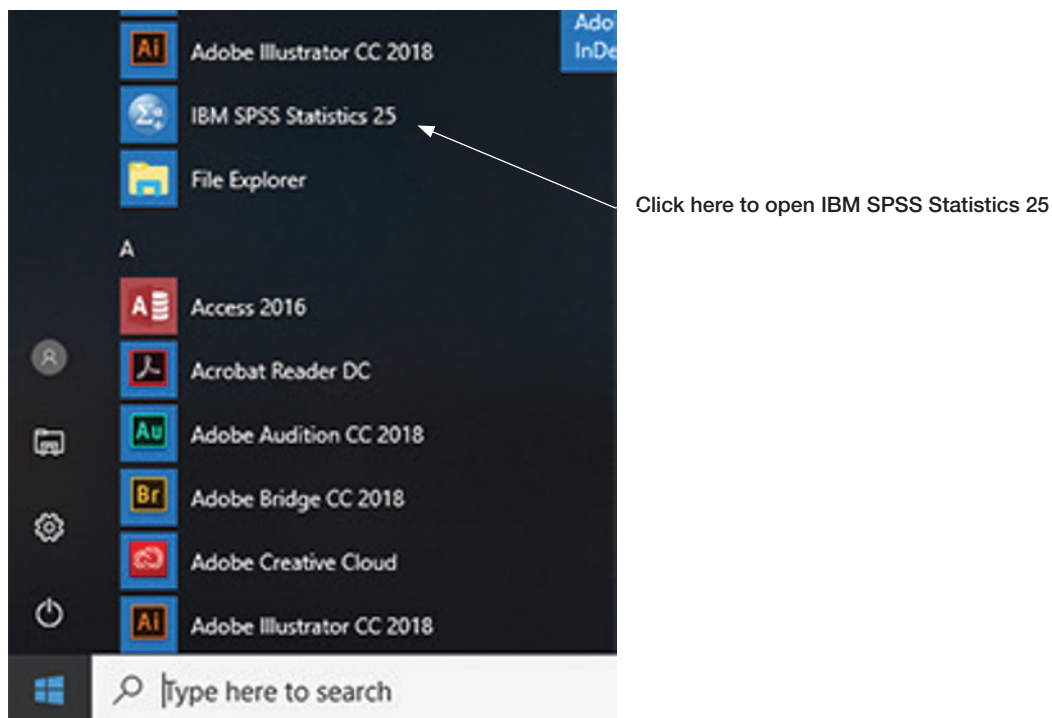 Ado
InDe
Ai Adobe Illustrator CC 2018
IBM SPSS Statistics 25
File Explorer
Click here to open IBM SPSS Statistics 25
A
A Access 2016
Acrobat Reader DC
Au Adobe Audition CC 2018
Br Adobe Bridge CC 2018
Adobe Creative Cloud
Ai Adobe Illustrator CC 2018
Type here to search